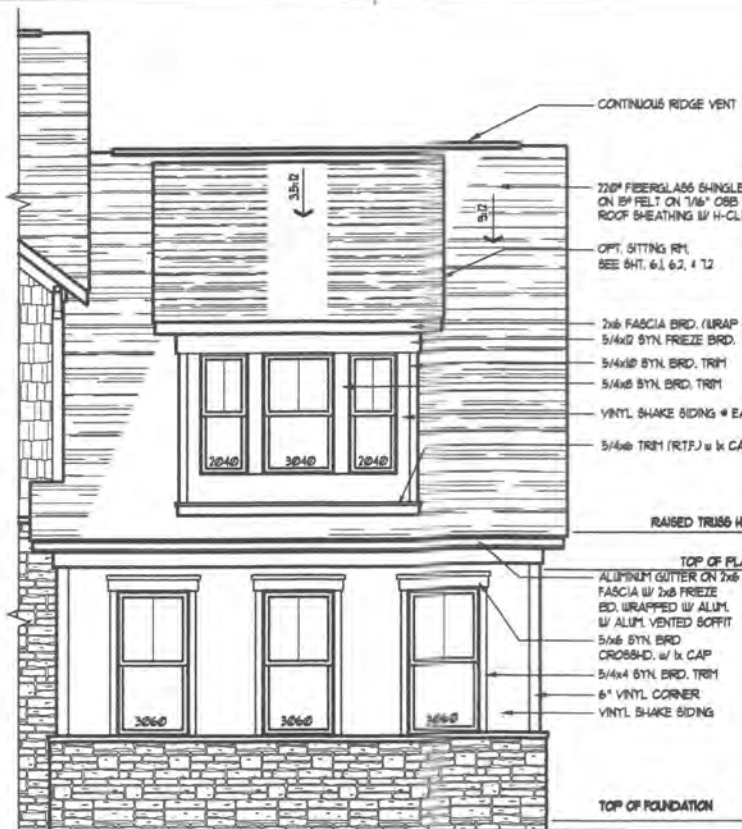 CONTINUOUS RIDGE VENT
220# FIBERGLASS SHINGLE
ON 15# FELT ON 7/16" OSB
ROOF SHEATHING W/ H-CLI
3.5:12
9:12
OPT. SITTING RM,
SEE SHT. 6.1, 6.2, & 7.2
2x6 FASCIA BRD. (WRAP
5/4x12 SYN. FRIEZE BRD.
5/4x10 SYN. BRD. TRIM
5/4x8 SYN. BRD. TRIM
VINYL SHAKE SIDING @ EA
5/4x6 TRIM (R.T.F.) w 1x CA
2040
3040
2040
RAISED TRUSS H
TOP OF PLA
ALUMINUM GUTTER ON 2x6
FASCIA W/ 2x8 FRIEZE
BD. WRAPPED W/ ALUM.
W/ ALUM. VENTED SOFFIT
5/4x6 SYN. BRD
CROSSHD. w/ 1x CAP
5/4x4 SYN. BRD. TRIM
6" VINYL CORNER
VINYL SHAKE SIDING
3060
3060
3060
TOP OF FOUNDATION